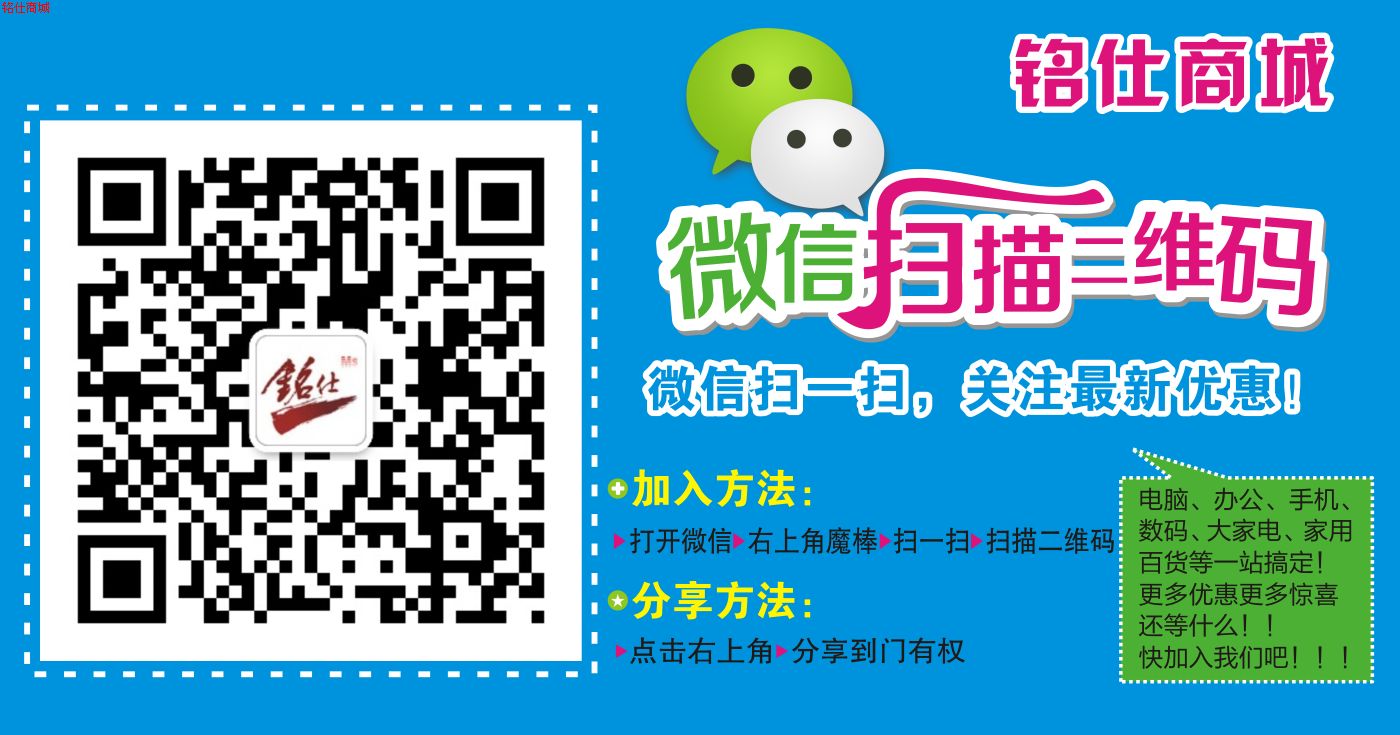 铭仕商城
铭仕商城
微信扫描二维码
微信扫一扫，关注最新优惠！
銘仕
Ms
加入方法：
打开微信 右上角魔棒 扫一扫 扫描二维码
分享方法：
点击右上角 分享到门有权
电脑、办公、手机、
数码、大家电、家用
百货等一站搞定！
更多优惠更多惊喜
还等什么！！
快加入我们吧！！！